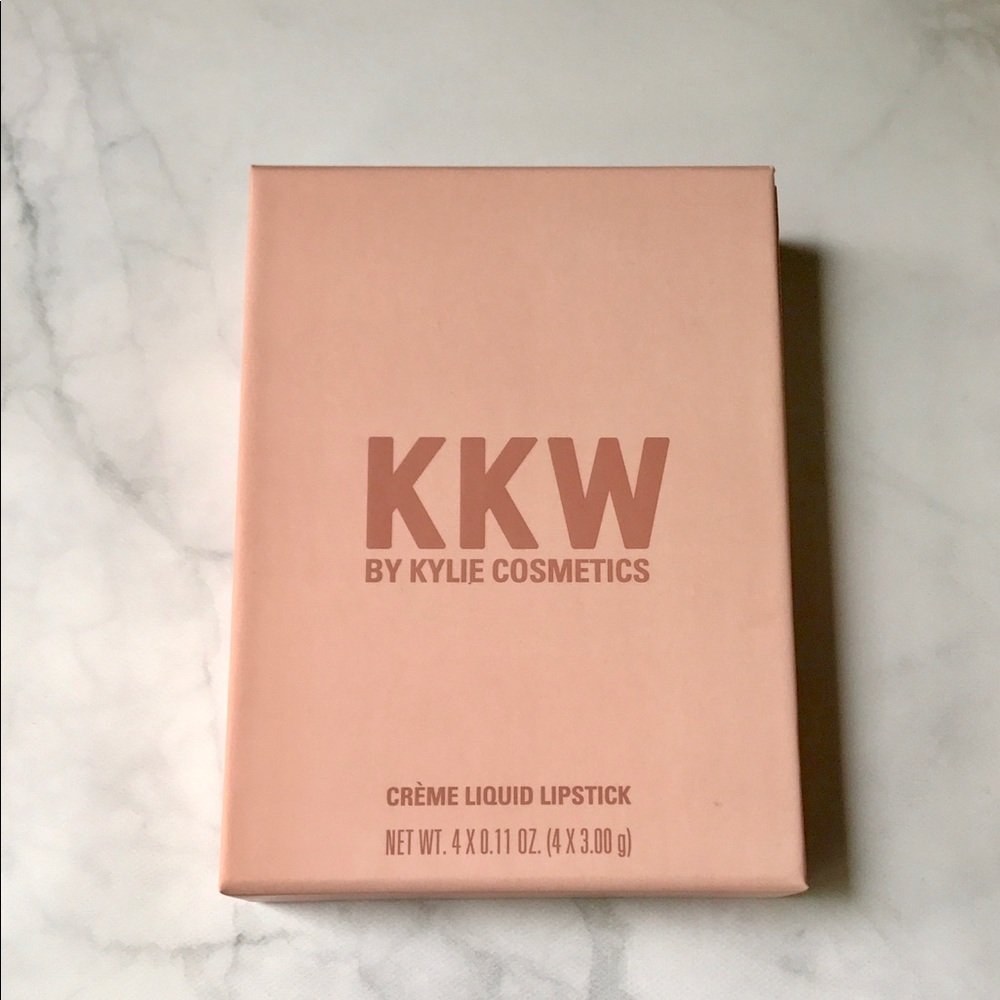 KKW
BY KYLIE COSMETICS
CRÈME LIQUID LIPSTICK
NET WT. 4 X 0.11 OZ. (4 X 3.00 g)